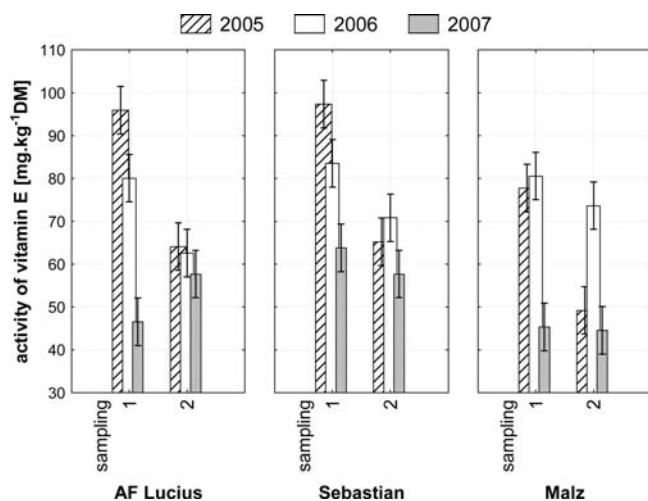 2005 2006 2007
activity of vitamin E [mg.kg⁻¹DM]
110
100
90
80
70
60
50
40
30
sampling 1 2 sampling 1 2 sampling 1 2
AF Lucius Sebastian Malz